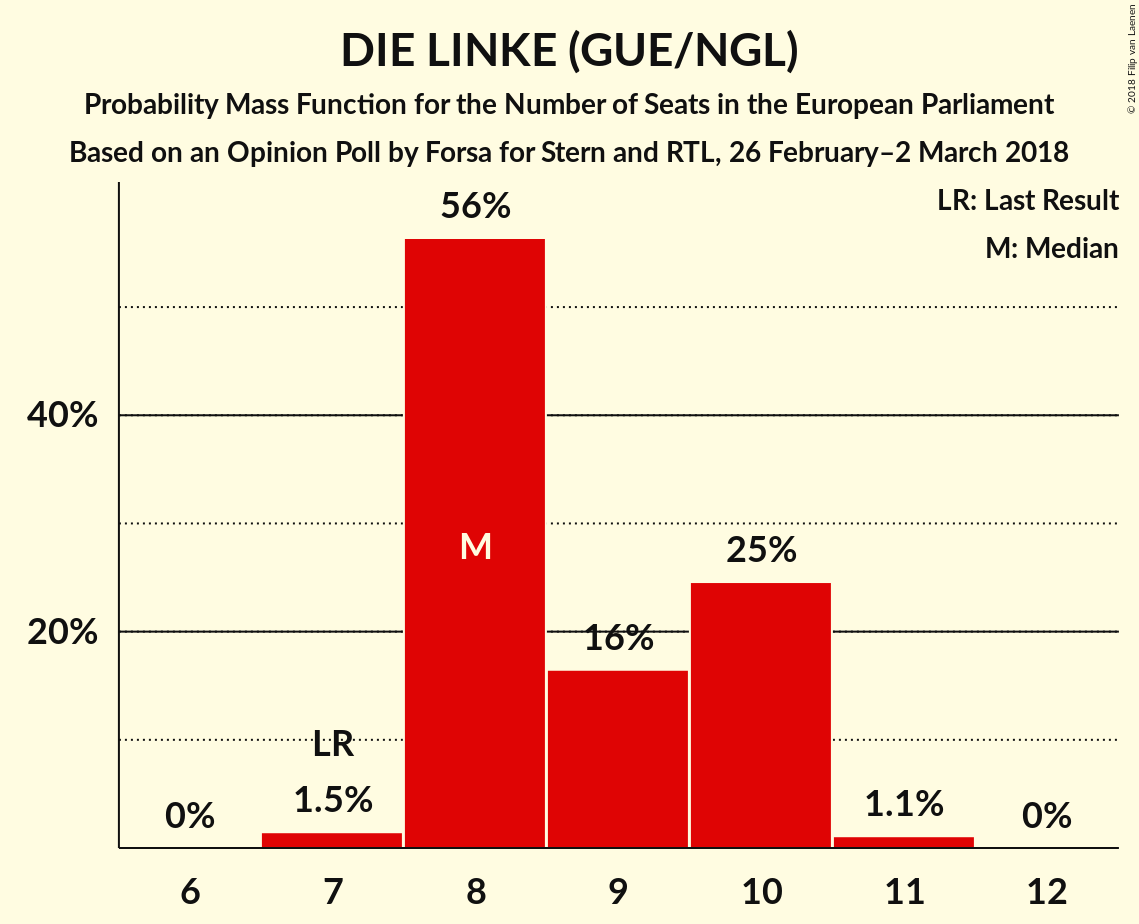 DIE LINKE (GUE/NGL)
Probability Mass Function for the Number of Seats in the European Parliament
Based on an Opinion Poll by Forsa for Stern and RTL, 26 February–2 March 2018
© 2018 Filip van Laenen
LR: Last Result
M: Median
56%
40%
M
25%
20%
16%
LR
1.5%
0%
1.1%
0%
6 7 8 9 10 11 12